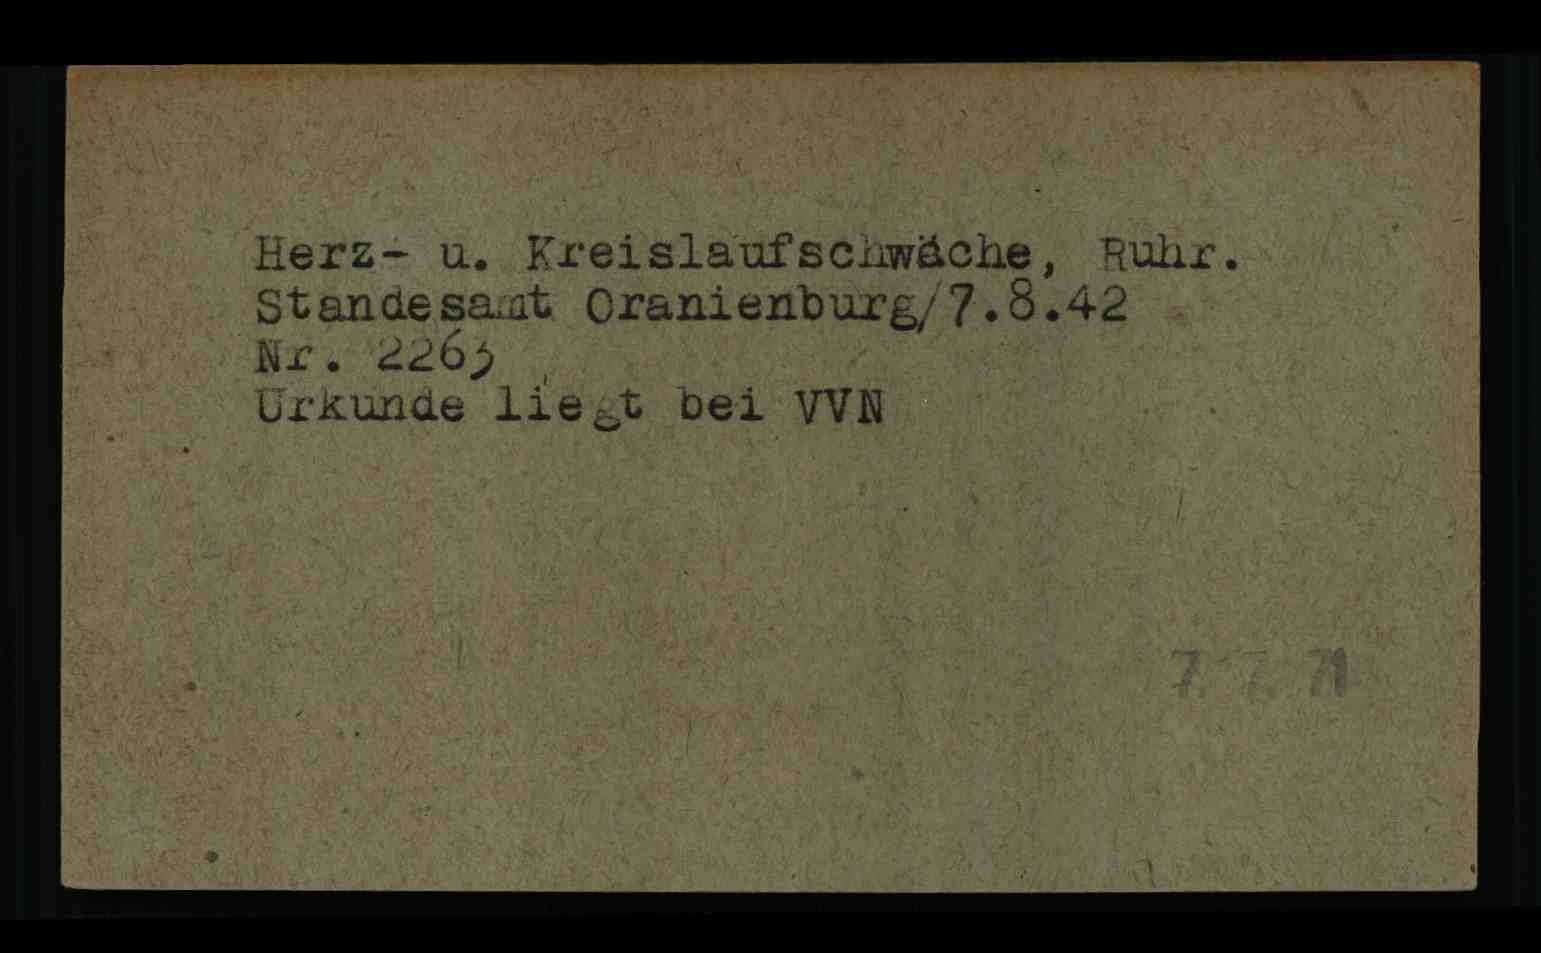 Herz- u. Kreislaufschwäche, Ruhr.
Standesamt Oranienburg/7.8.42
Nr. 2263
Urkunde liegt bei VVN
7. 7. 71